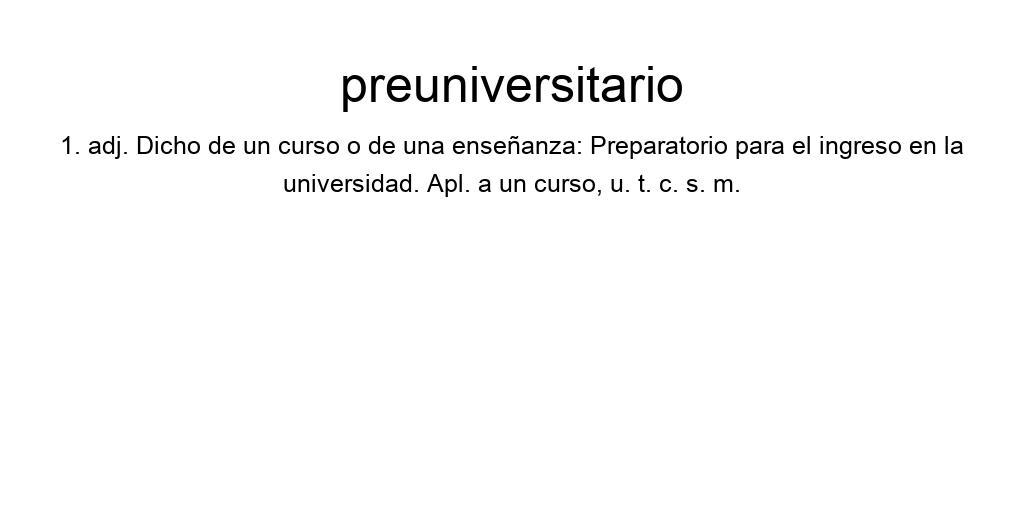 preuniversitario
1. adj. Dicho de un curso o de una enseñanza: Preparatorio para el ingreso en la
universidad. Apl. a un curso, u. t. c. s. m.